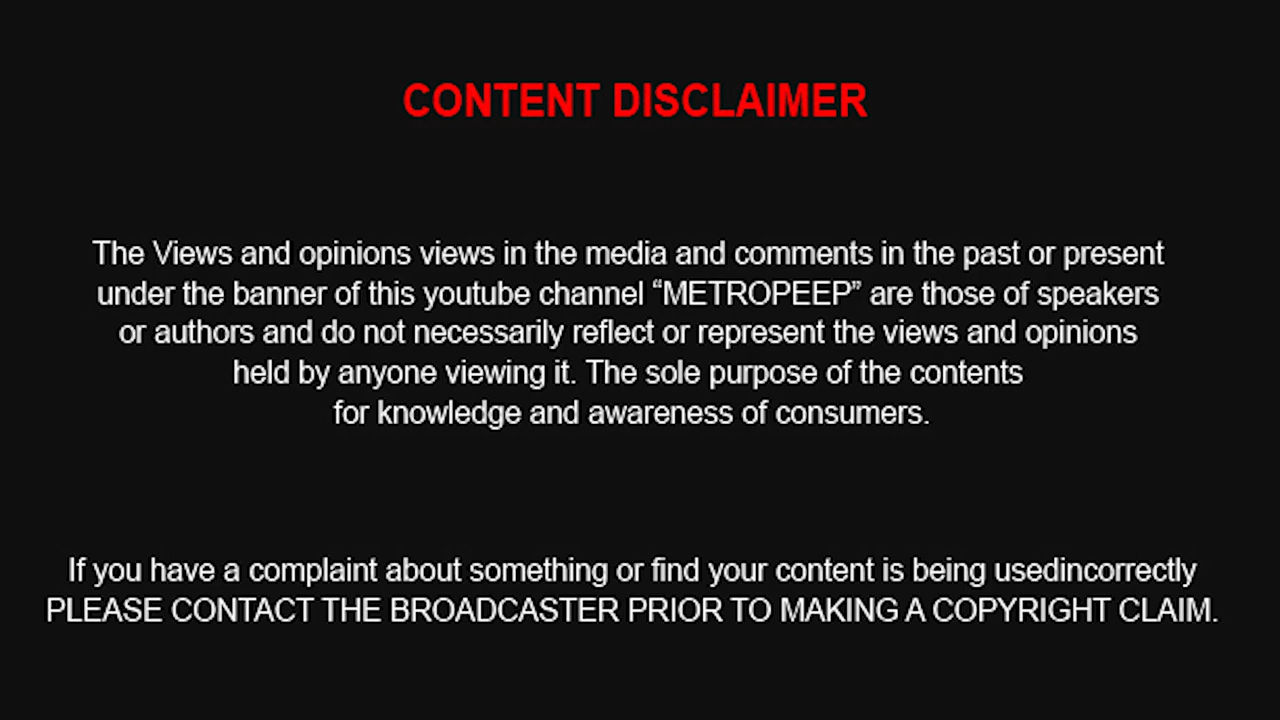 CONTENT DISCLAIMER
The Views and opinions views in the media and comments in the past or present
under the banner of this youtube channel “METROPEEP” are those of speakers
or authors and do not necessarily reflect or represent the views and opinions
held by anyone viewing it. The sole purpose of the contents
for knowledge and awareness of consumers.
If you have a complaint about something or find your content is being usedincorrectly
PLEASE CONTACT THE BROADCASTER PRIOR TO MAKING A COPYRIGHT CLAIM.